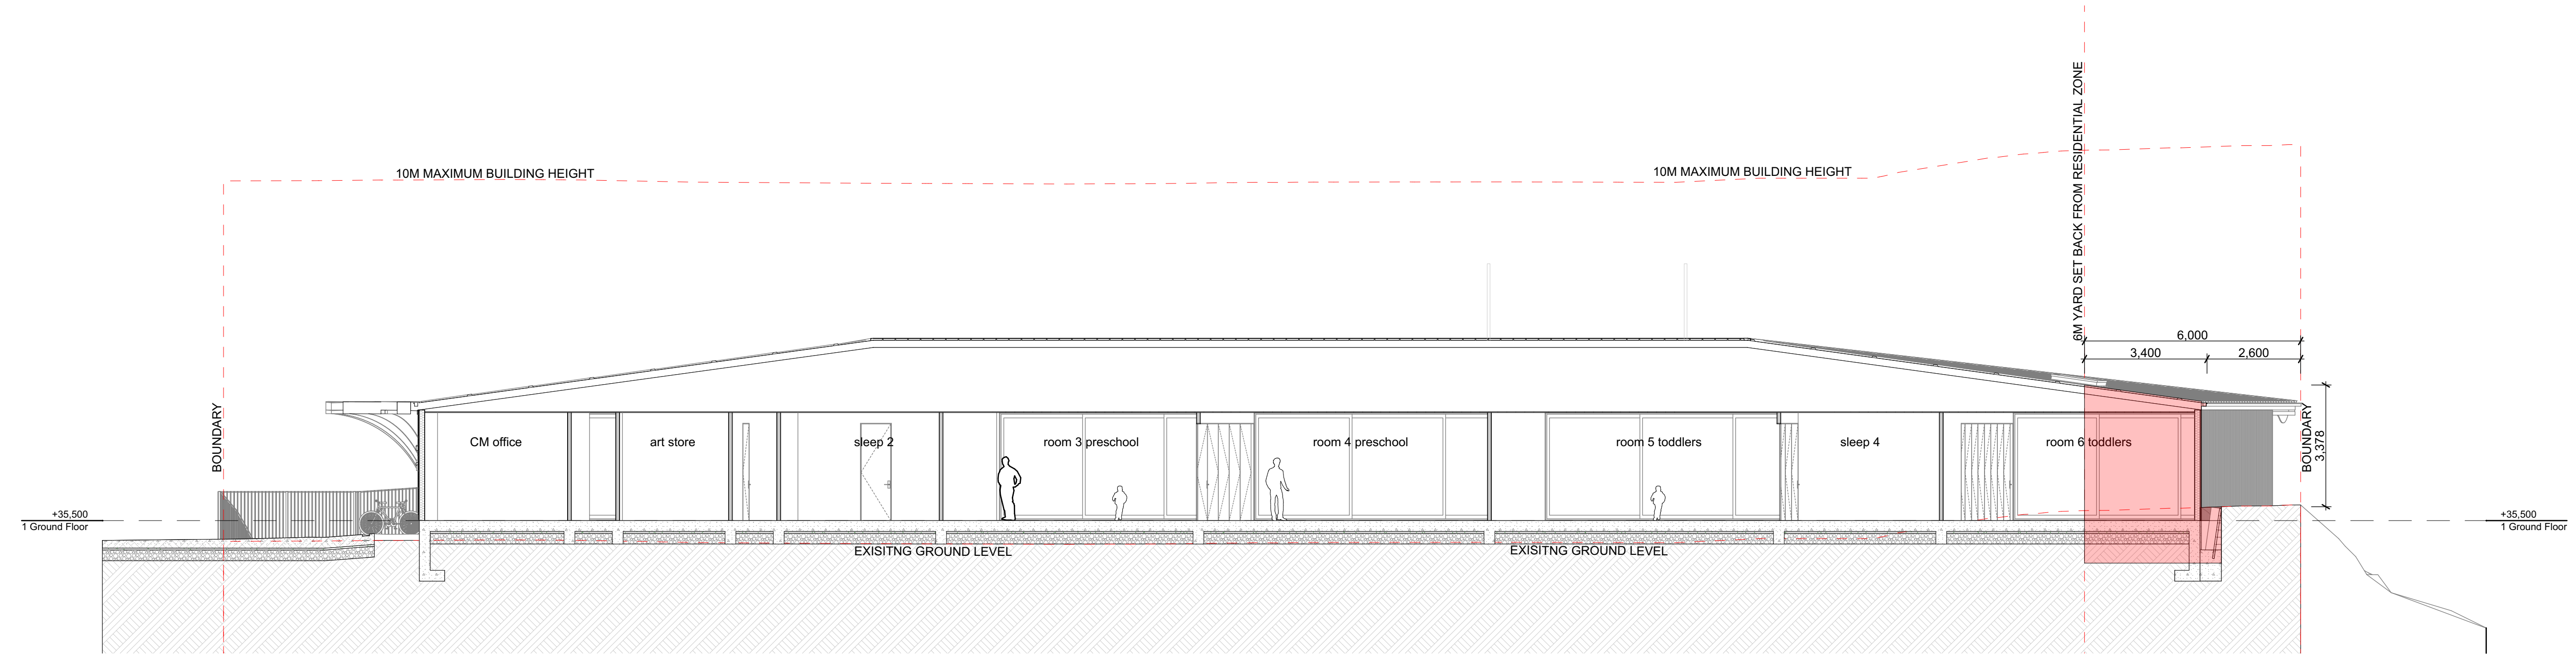 6M YARD SET BACK FROM RESIDENTIAL ZONE
10M MAXIMUM BUILDING HEIGHT
10M MAXIMUM BUILDING HEIGHT
6,000
3,400
2,600
BOUNDARY
BOUNDARY
3,378
CM office
art store
sleep 2
room 3 preschool
room 4 preschool
room 5 toddlers
sleep 4
room 6 toddlers
+35,500
1 Ground Floor
+35,500
1 Ground Floor
EXISITNG GROUND LEVEL
EXISITNG GROUND LEVEL